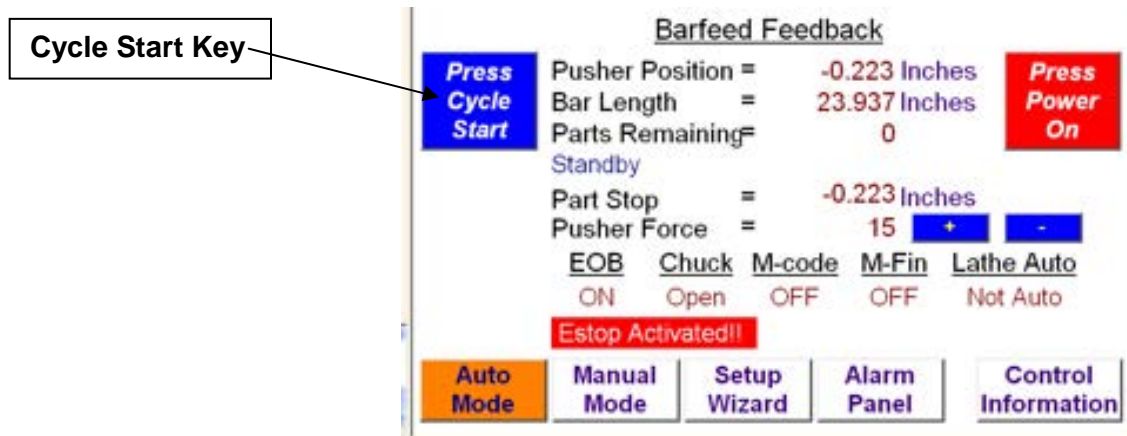 Cycle Start Key
Barfeed Feedback
Press
Cycle
Start
Pusher Position = -0.223 Inches
Bar Length = 23.937 Inches
Parts Remaining= 0
Standby
Part Stop = -0.223 Inches
Pusher Force = 15 + -
Press
Power
On
EOB Chuck M-code M-Fin Lathe Auto
ON Open OFF OFF Not Auto
Estop Activated!!
Auto
Mode
Manual
Mode
Setup
Wizard
Alarm
Panel
Control
Information